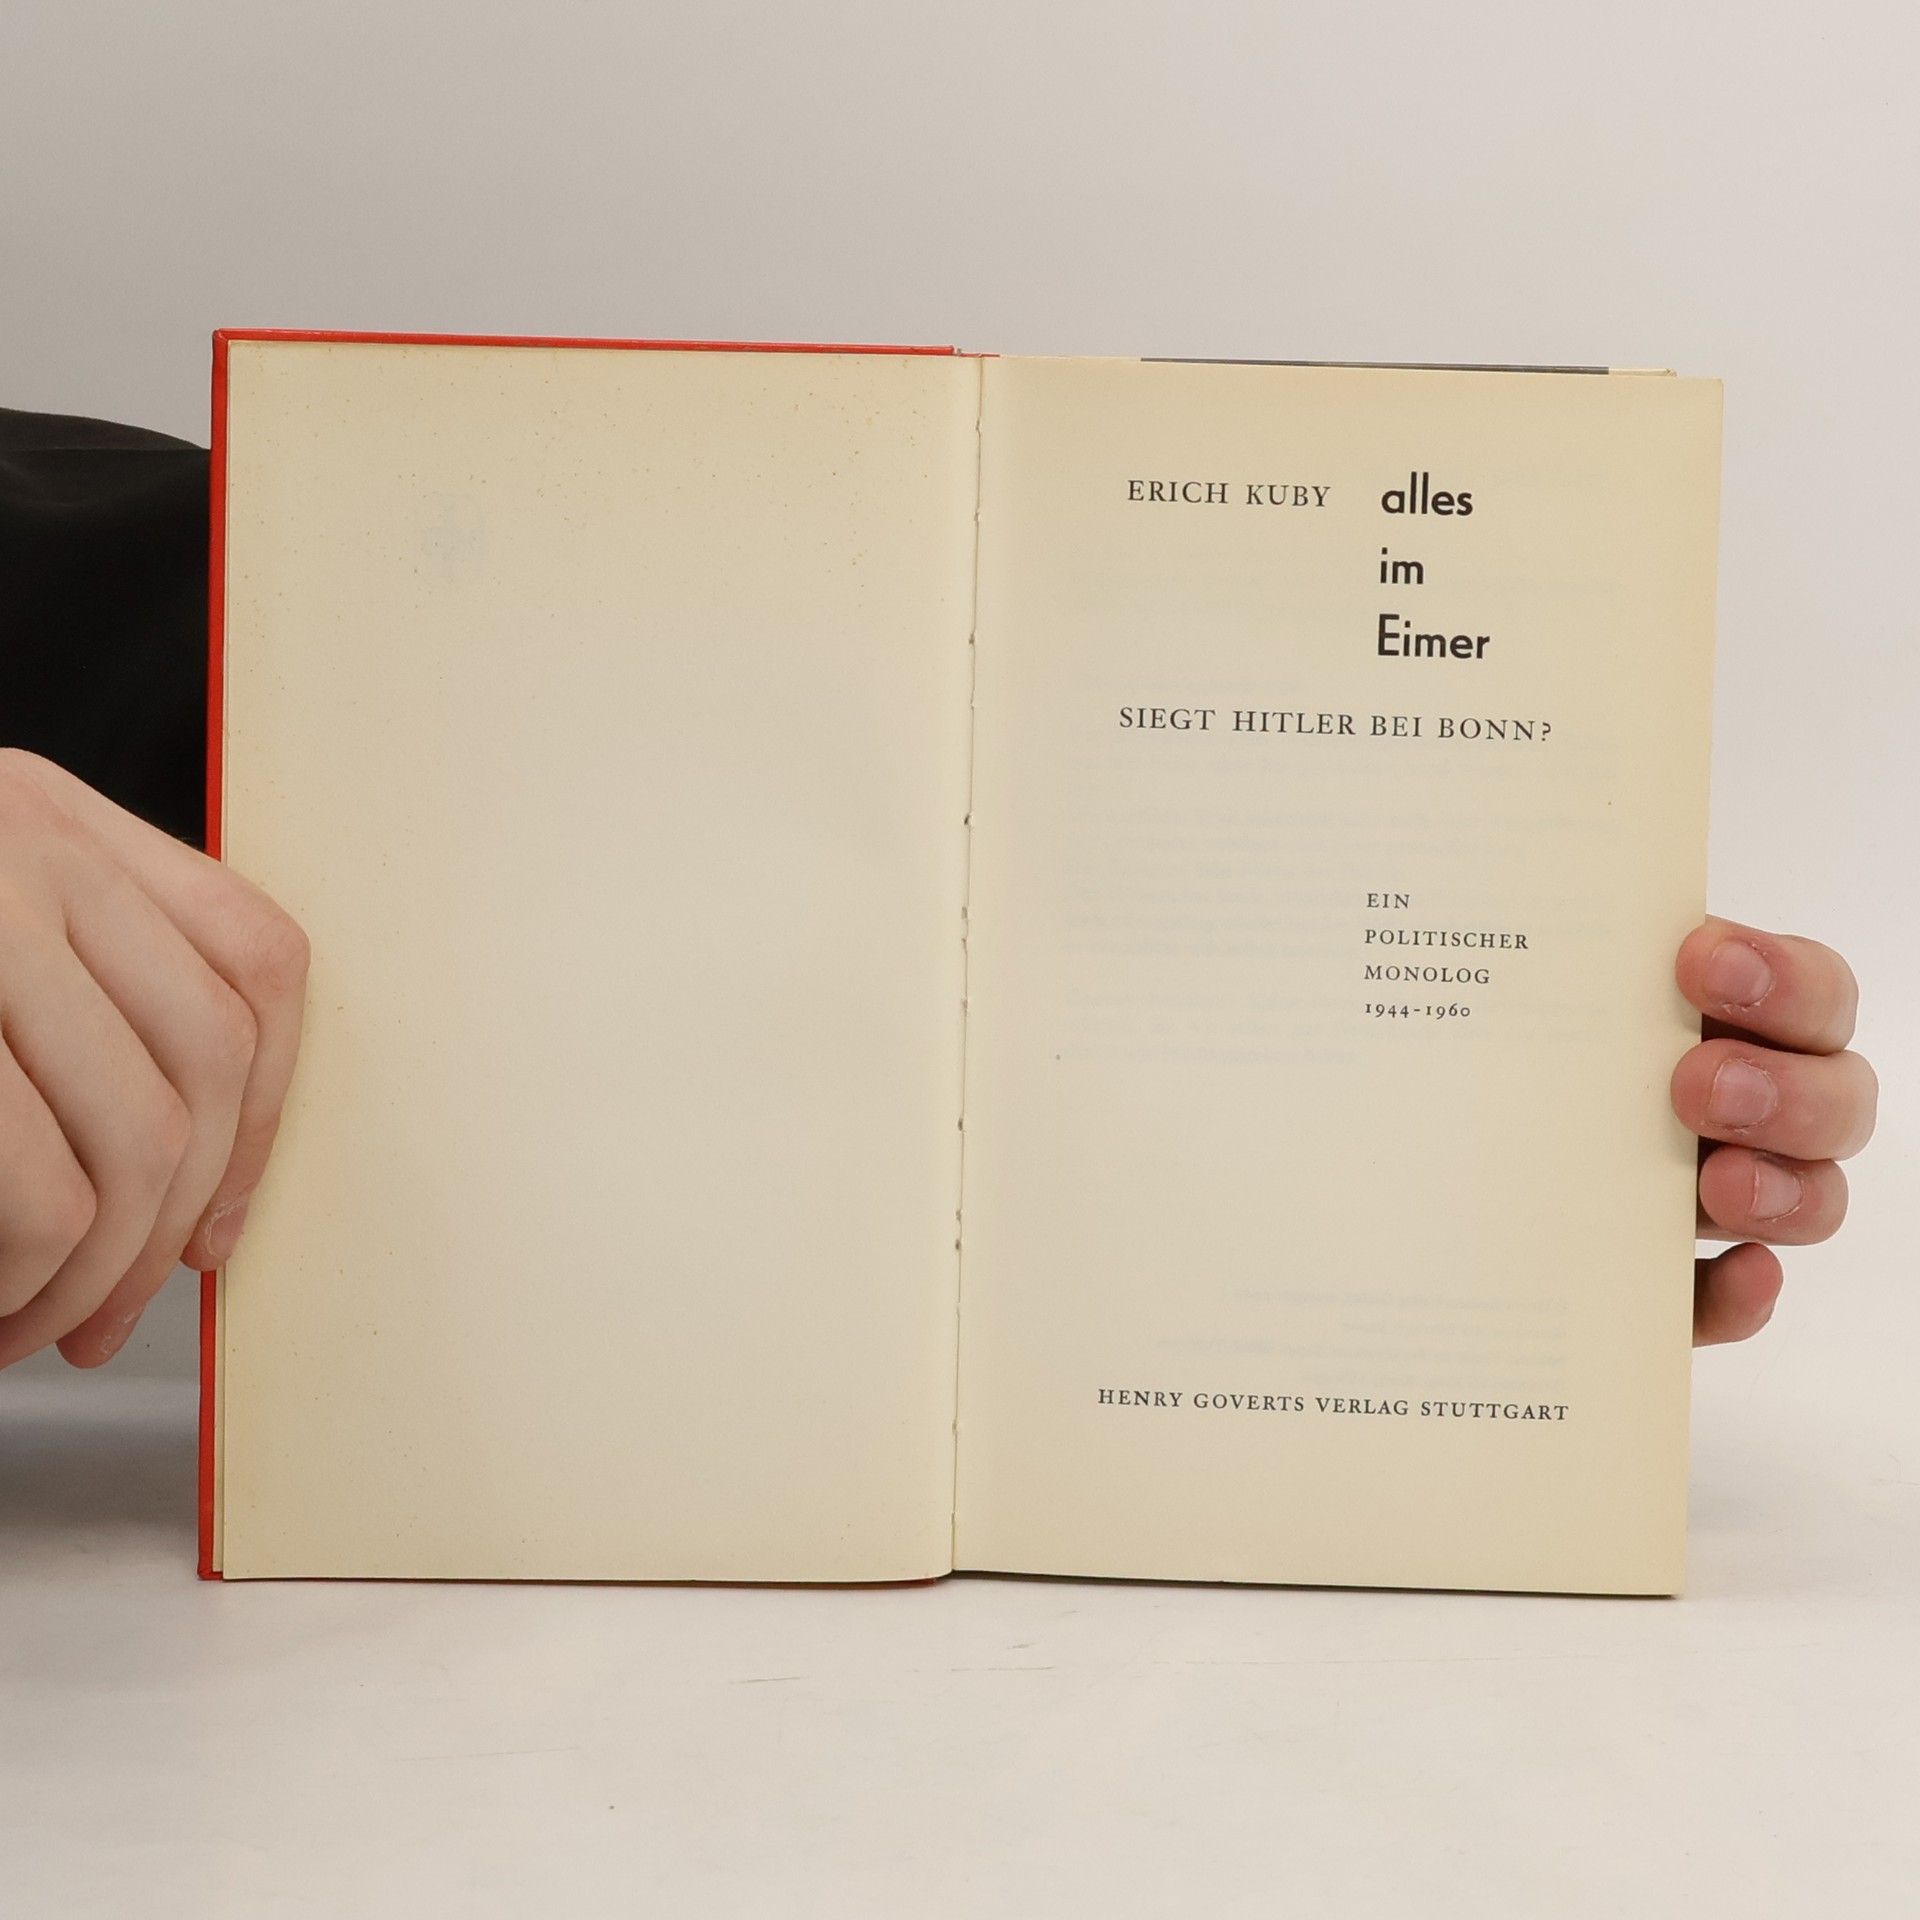 ERICH KUBY alles
im
Eimer
SIEGT HITLER BEI BONN?
EIN
POLITISCHER
MONOLOG
1944-1960
HENRY GOVERTS VERLAG STUTTGART